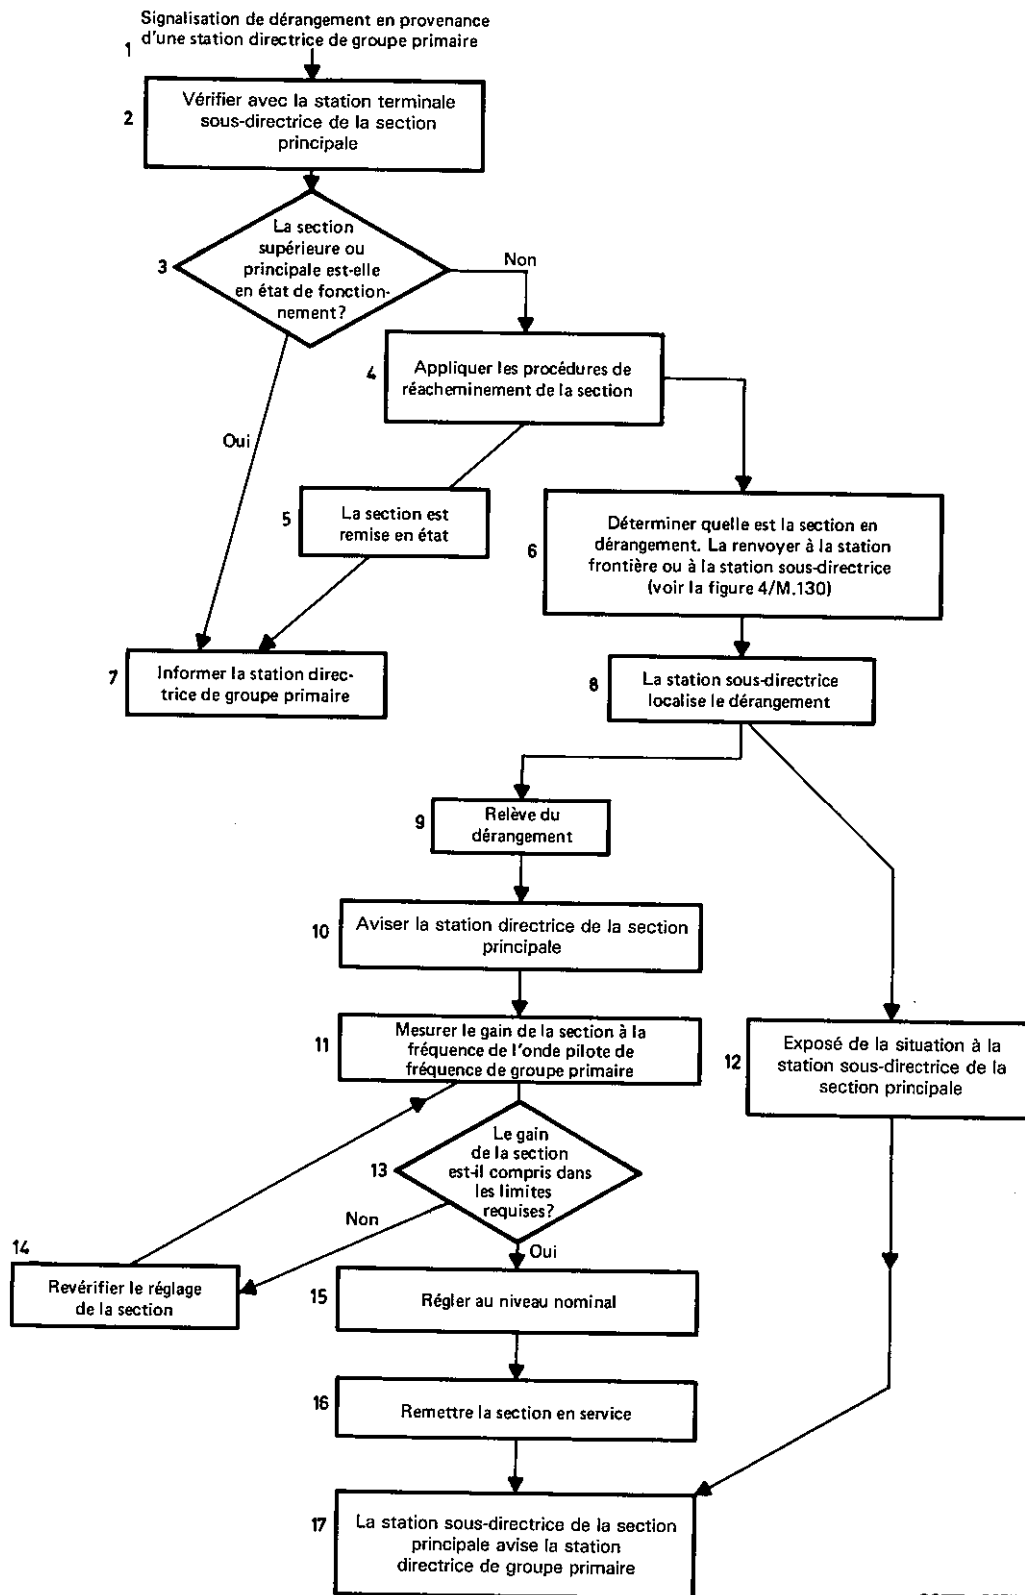 Signalisation de dérangement en provenance
d'une station directrice de groupe primaire
1
2
Vérifier avec la station terminale
sous-directrice de la section
principale
3
La
section
supérieure ou
principale est-elle
en état de fonction-
nement?
Non
Oui
4
Appliquer les procédures de
réacheminement de la section
5
La section est
remise en état
6
Déterminer quelle est la section en
dérangement. La renvoyer à la station
frontière ou à la station sous-directrice
(voir la figure 4/M.130)
7
Informer la station direc-
trice de groupe primaire
8
La station sous-directrice
localise le dérangement
9
Relève du
dérangement
10
Aviser la station directrice de la section
principale
11
Mesurer le gain de la section à la
fréquence de l'onde pilote de
fréquence de groupe primaire
12
Exposé de la situation à la
station sous-directrice de la
section principale
13
Le
gain
de la section
est-il compris dans
les limites
requises?
Non
Oui
14
Revérifier le réglage
de la section
15
Régler au niveau nominal
16
Remettre la section en service
17
La station sous-directrice de la section
principale avise la station
directrice de groupe primaire